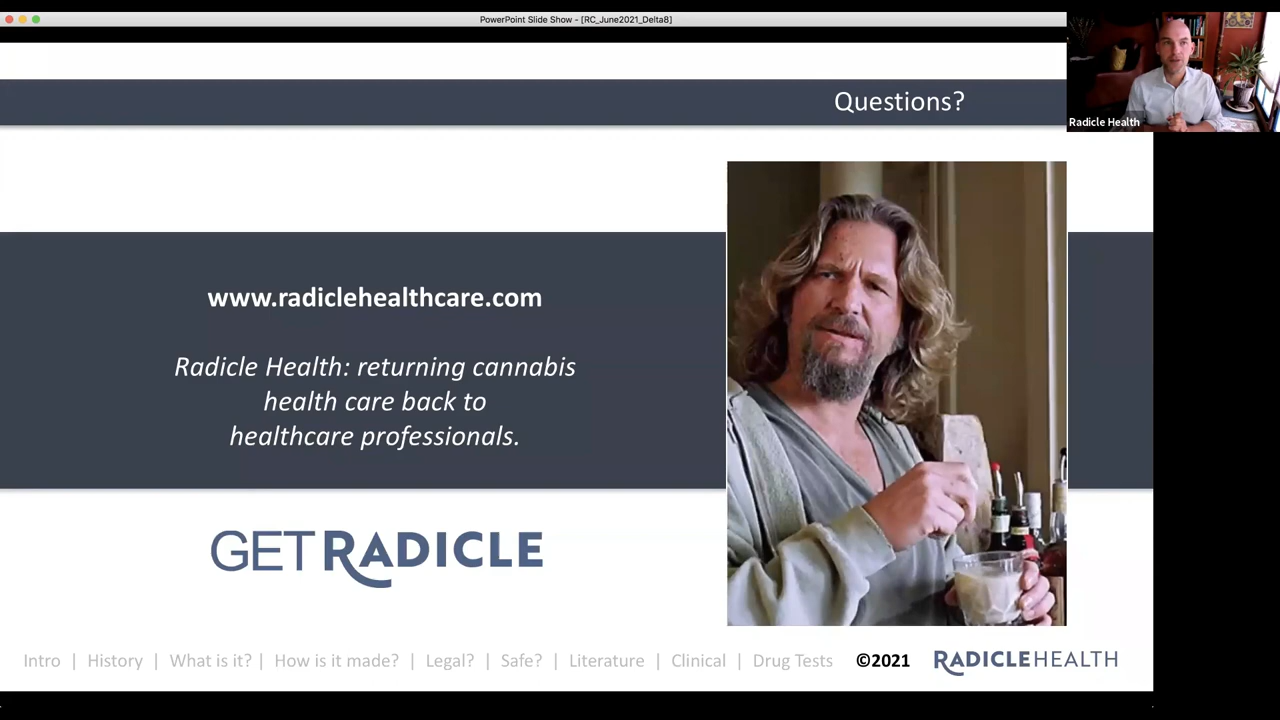 PowerPoint Slide Show - [RC_June2021_Delta8]
Questions?
Radicle Health
www.radiclehealthcare.com
Radicle Health: returning cannabis
health care back to
healthcare professionals.
GET RADICLE
Intro | History | What is it? | How is it made? | Legal? | Safe? | Literature | Clinical | Drug Tests ©2021 RADICLEHEALTH